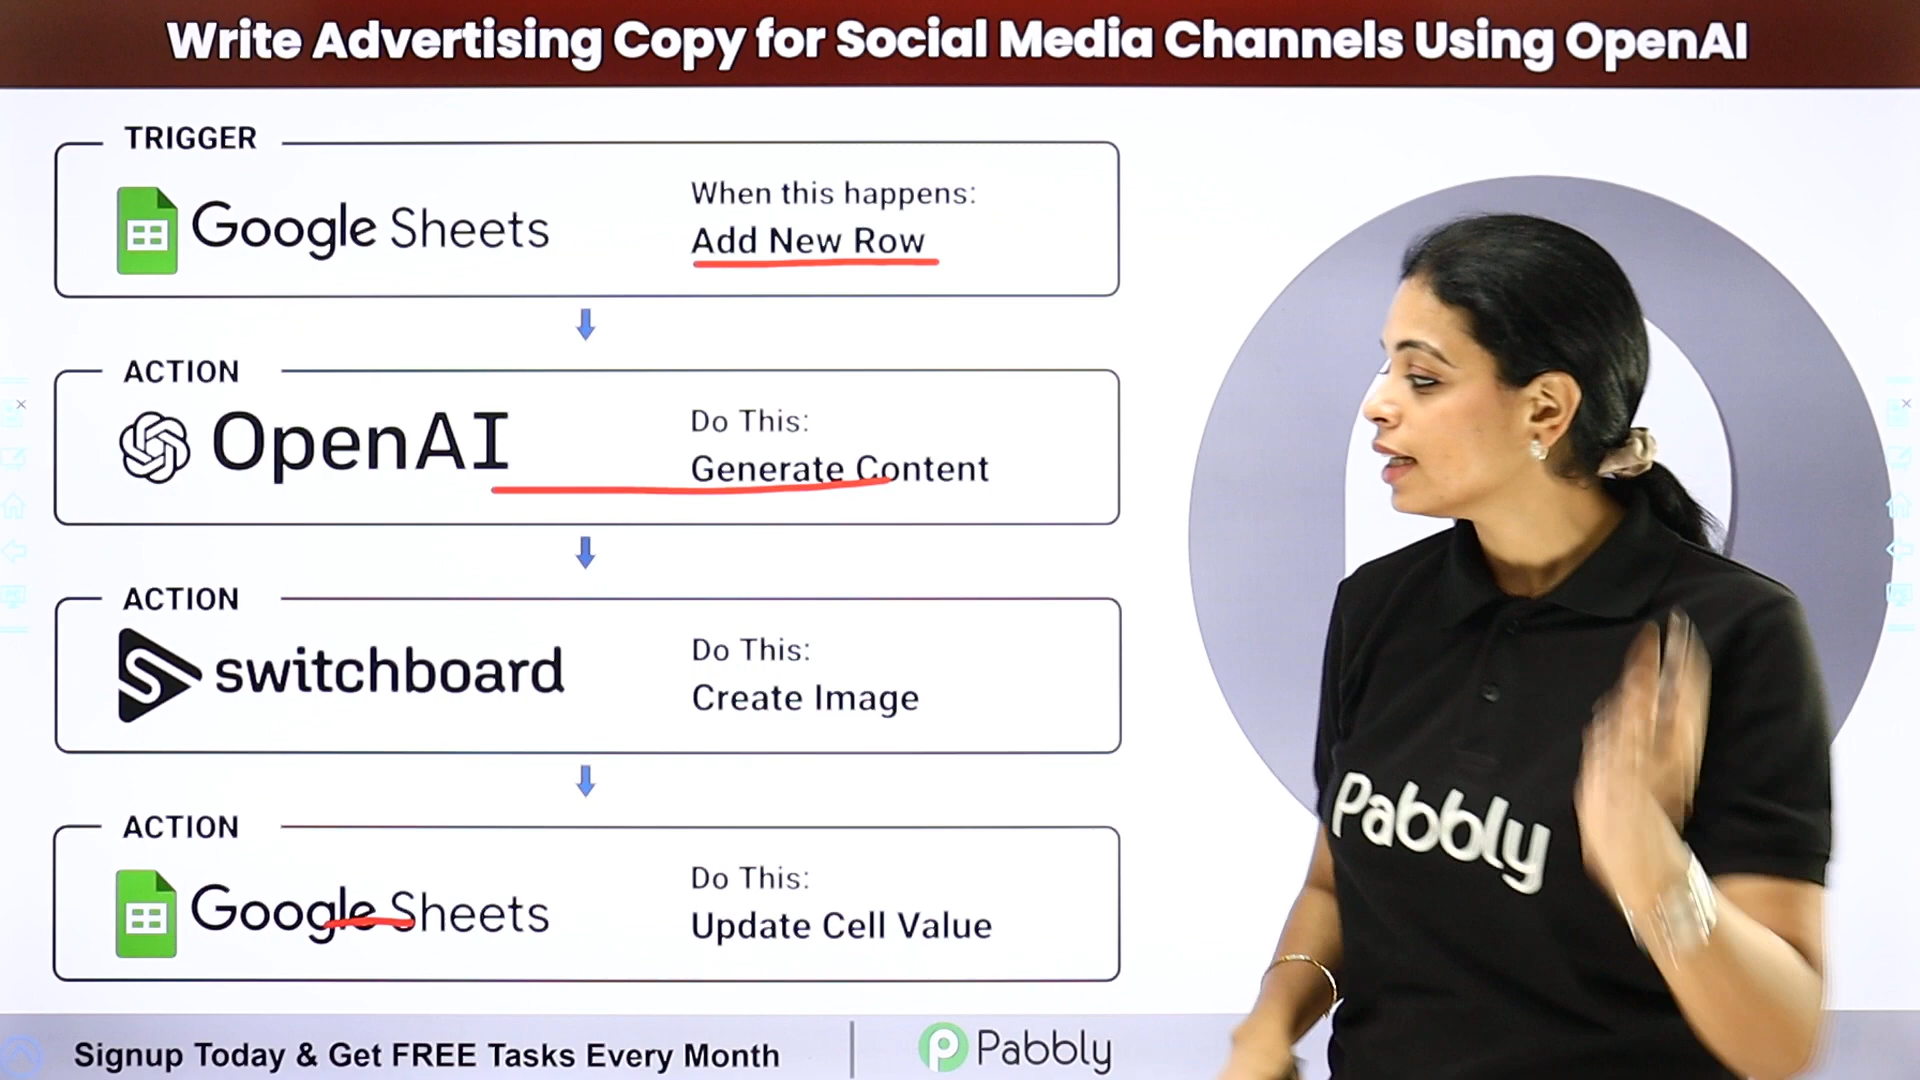 Write Advertising Copy for Social Media Channels Using OpenAI
TRIGGER
Google Sheets
When this happens:
Add New Row
ACTION
OpenAI
Do This:
Generate Content
ACTION
switchboard
Do This:
Create Image
ACTION
Google Sheets
Do This:
Update Cell Value
Pabbly
Signup Today & Get FREE Tasks Every Month
Pabbly